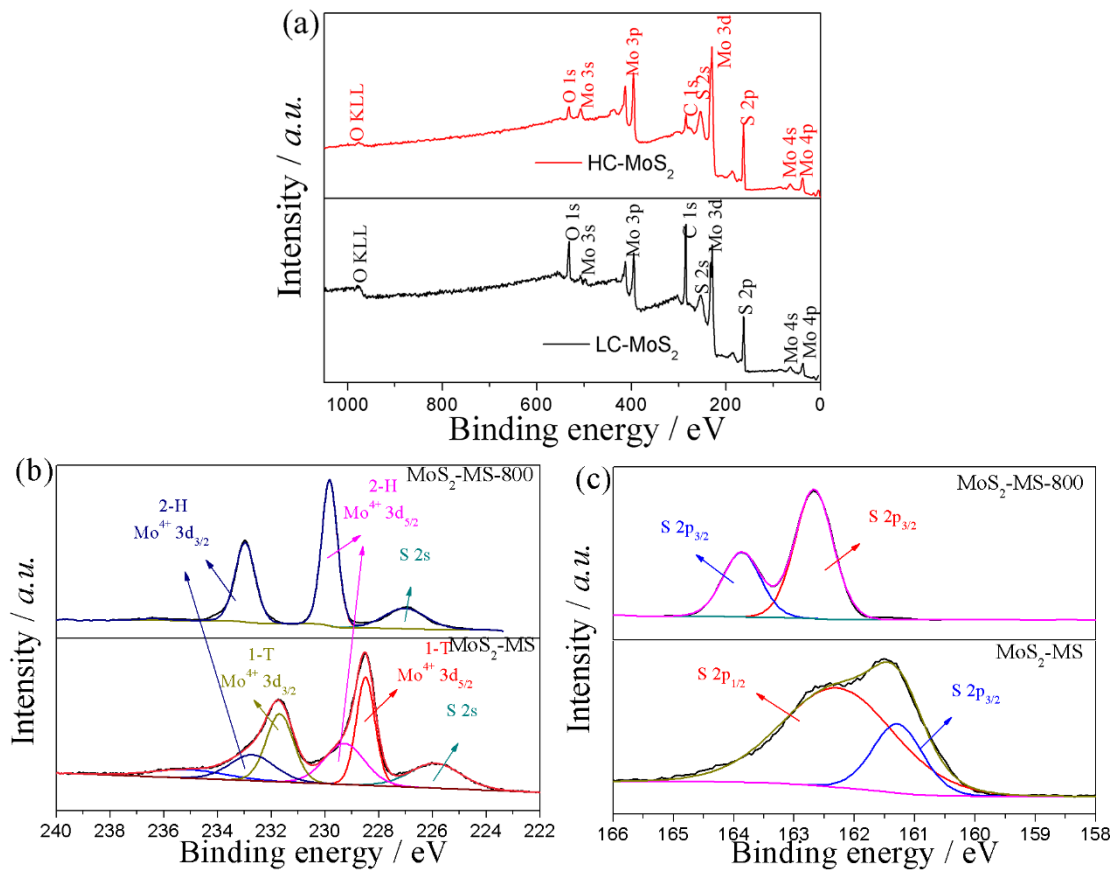 (a)
Intensity / a.u.
O KLL
O 1s
Mo 3s
Mo 3p
C 1s
S 2s
Mo 3d
S 2p
Mo 4s
Mo 4p
HC-MoS₂
O KLL
O 1s
Mo 3s
Mo 3p
C 1s
S 2s
Mo 3d
S 2p
Mo 4s
Mo 4p
LC-MoS₂
1000 800 600 400 200 0
Binding energy / eV
(b)
Intensity / a.u.
MoS₂-MS-800
2-H
Mo⁴⁺ 3d₃/₂
2-H
Mo⁴⁺ 3d₅/₂
S 2s
MoS₂-MS
1-T
Mo⁴⁺ 3d₃/₂
1-T
Mo⁴⁺ 3d₅/₂
S 2s
240 238 236 234 232 230 228 226 224 222
Binding energy / eV
(c)
Intensity / a.u.
MoS₂-MS-800
S 2p₃/₂
S 2p₃/₂
MoS₂-MS
S 2p₁/₂
S 2p₃/₂
166 165 164 163 162 161 160 159 158
Binding energy / eV